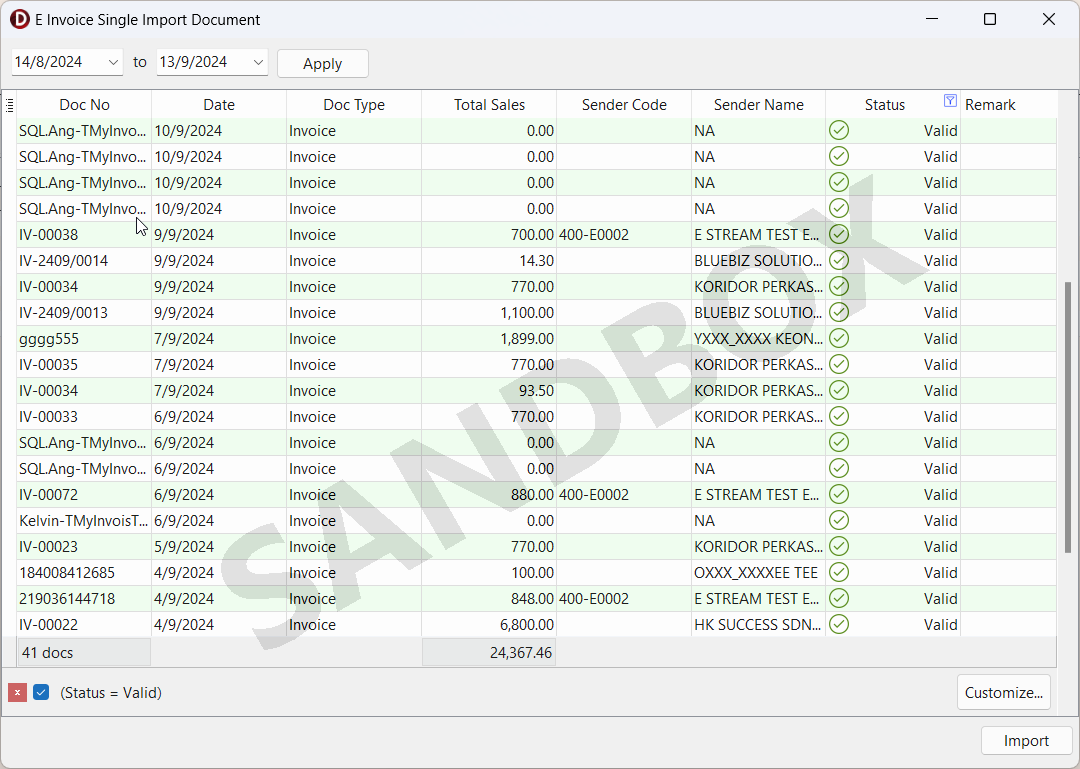 E Invoice Single Import Document
14/8/2024 to 13/9/2024 Apply
Doc No Date Doc Type Total Sales Sender Code Sender Name Status Remark
SQL.Ang-TMyInvo... 10/9/2024 Invoice 0.00 NA Valid
SQL.Ang-TMyInvo... 10/9/2024 Invoice 0.00 NA Valid
SQL.Ang-TMyInvo... 10/9/2024 Invoice 0.00 NA Valid
SQL.Ang-TMyInvo... 10/9/2024 Invoice 0.00 NA Valid
IV-00038 9/9/2024 Invoice 700.00 400-E0002 E STREAM TEST E... Valid
IV-2409/0014 9/9/2024 Invoice 14.30 BLUEBIZ SOLUTIO... Valid
IV-00034 9/9/2024 Invoice 770.00 KORIDOR PERKAS... Valid
IV-2409/0013 9/9/2024 Invoice 1,100.00 BLUEBIZ SOLUTIO... Valid
gggg555 7/9/2024 Invoice 1,899.00 YXXX_XXXX KEON... Valid
IV-00035 7/9/2024 Invoice 770.00 KORIDOR PERKAS... Valid
IV-00034 7/9/2024 Invoice 93.50 KORIDOR PERKAS... Valid
IV-00033 6/9/2024 Invoice 770.00 KORIDOR PERKAS... Valid
SQL.Ang-TMyInvo... 6/9/2024 Invoice 0.00 NA Valid
SQL.Ang-TMyInvo... 6/9/2024 Invoice 0.00 NA Valid
IV-00072 6/9/2024 Invoice 880.00 400-E0002 E STREAM TEST E... Valid
Kelvin-TMyInvoisT... 6/9/2024 Invoice 0.00 NA Valid
IV-00023 5/9/2024 Invoice 770.00 KORIDOR PERKAS... Valid
184008412685 4/9/2024 Invoice 100.00 OXXX_XXXXEE TEE Valid
219036144718 4/9/2024 Invoice 848.00 400-E0002 E STREAM TEST E... Valid
IV-00022 4/9/2024 Invoice 6,800.00 HK SUCCESS SDN... Valid
41 docs 24,367.46
(Status = Valid) Customize...
Import
SANDBOX